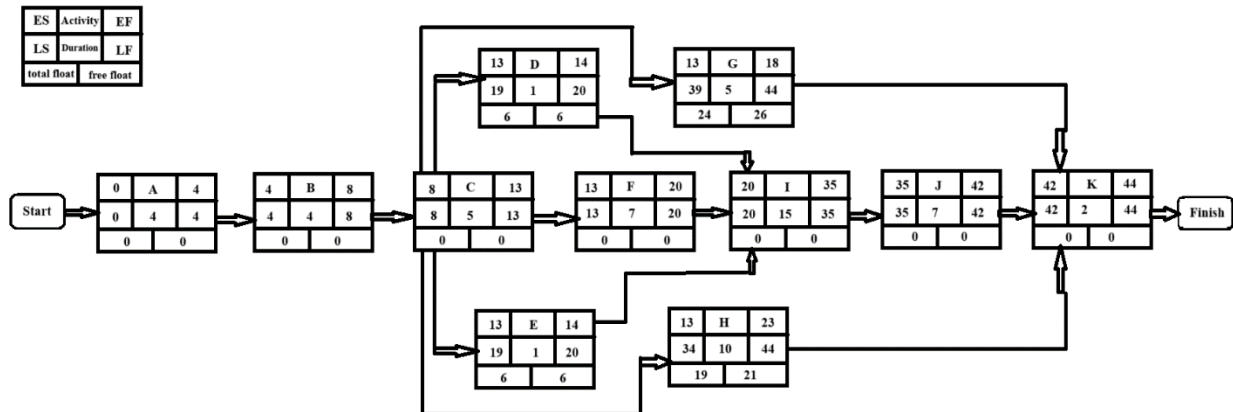 ES Activity EF
LS Duration LF
total float free float
13 D 14
19 1 20
6 6
13 G 18
39 5 44
24 26
Start
0 A 4
0 4 4
0 0
4 B 8
4 4 8
0 0
8 C 13
8 5 13
0 0
13 F 20
13 7 20
0 0
20 I 35
20 15 35
0 0
35 J 42
35 7 42
0 0
42 K 44
42 2 44
0 0
Finish
13 E 14
19 1 20
6 6
13 H 23
34 10 44
19 21